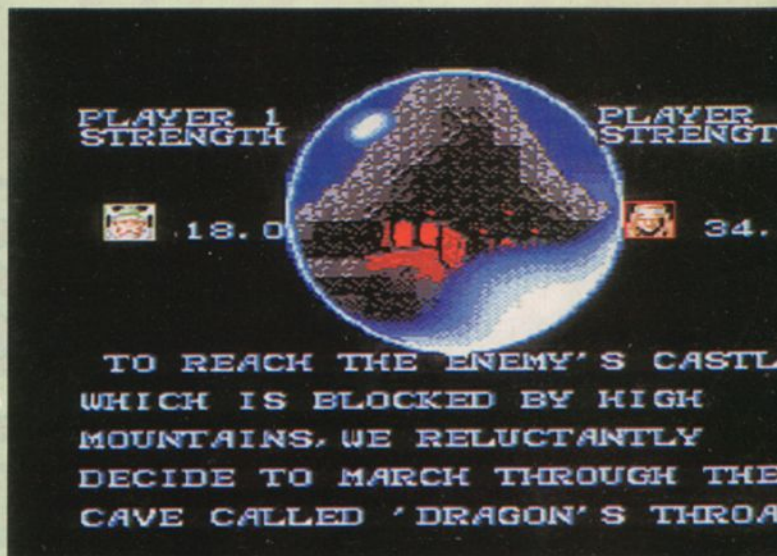 PLAYER 1
STRENGTH
PLAYER
STRENGT
18.0
34.
TO REACH THE ENEMY'S CASTL
WHICH IS BLOCKED BY HIGH
MOUNTAINS, WE RELUCTANTLY
DECIDE TO MARCH THROUGH THE
CAVE CALLED 'DRAGON'S THROA